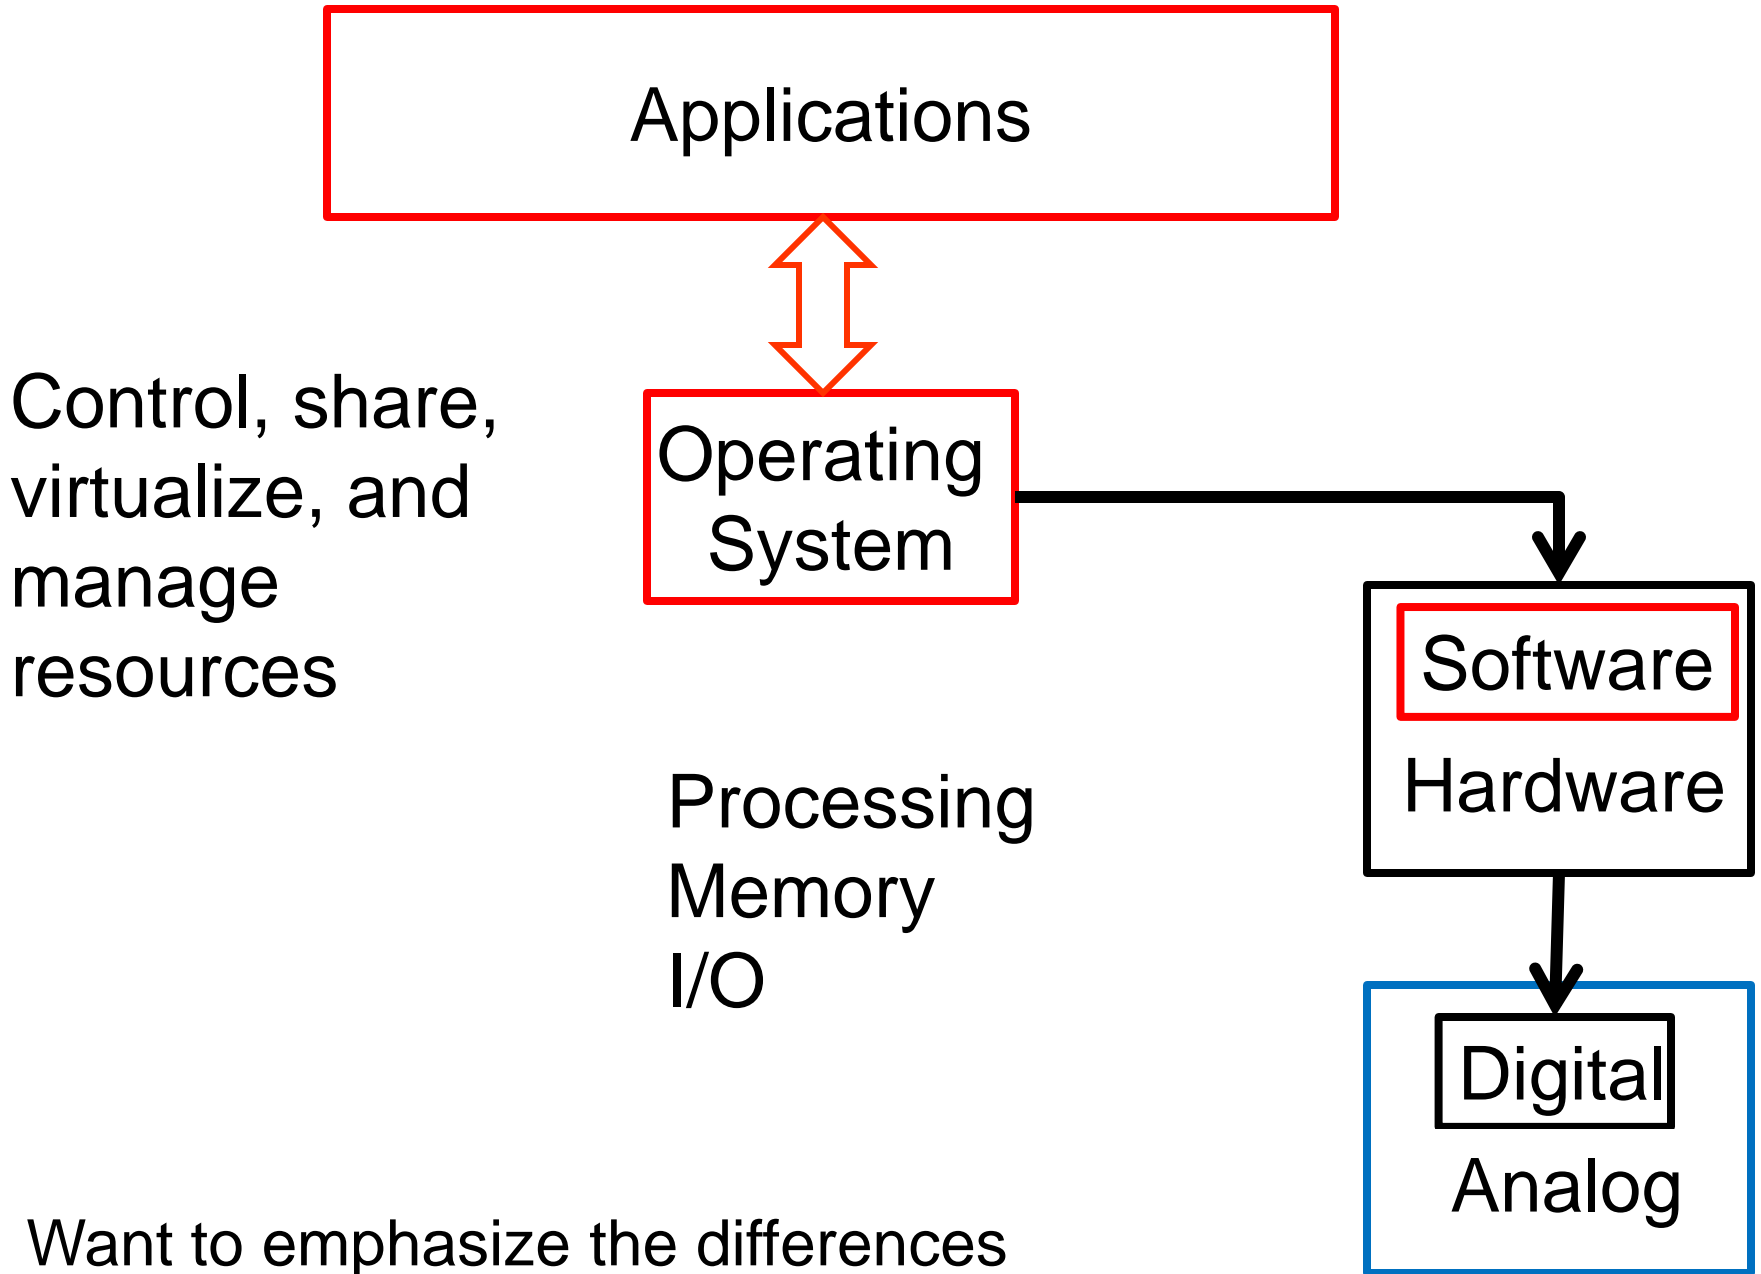 Applications
Control, share,
virtualize, and
manage
resources
Operating
System
Software
Hardware
Processing
Memory
I/O
Digital
Analog
Want to emphasize the differences